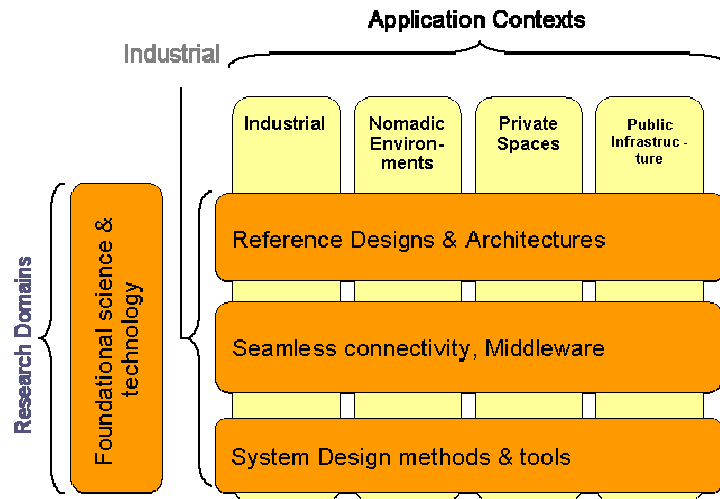 Application Contexts
Industrial
Industrial
Nomadic
Environ-
ments
Private
Spaces
Public
Infrastruc -
ture
Research Domains
Foundational science &
technology
Reference Designs & Architectures
Seamless connectivity, Middleware
System Design methods & tools